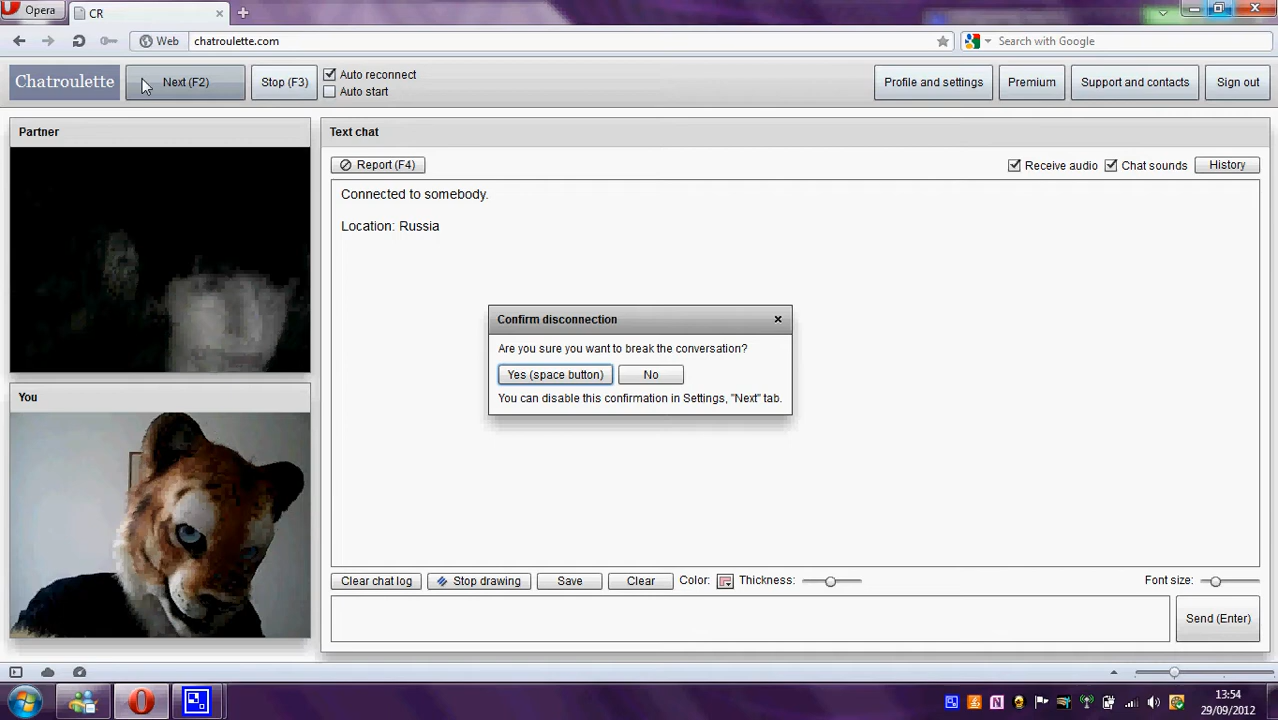 Opera
CR
Web
chatroulette.com
Search with Google
Chatroulette
Next (F2)
Stop (F3)
Auto reconnect
Auto start
Profile and settings
Premium
Support and contacts
Sign out
Partner
Text chat
Report (F4)
Receive audio
Chat sounds
History
Connected to somebody.
Location: Russia
Confirm disconnection
Are you sure you want to break the conversation?
Yes (space button)
No
You can disable this confirmation in Settings, "Next" tab.
You
Clear chat log
Stop drawing
Save
Clear
Color:
Thickness:
Font size:
Send (Enter)
13:54
29/09/2012